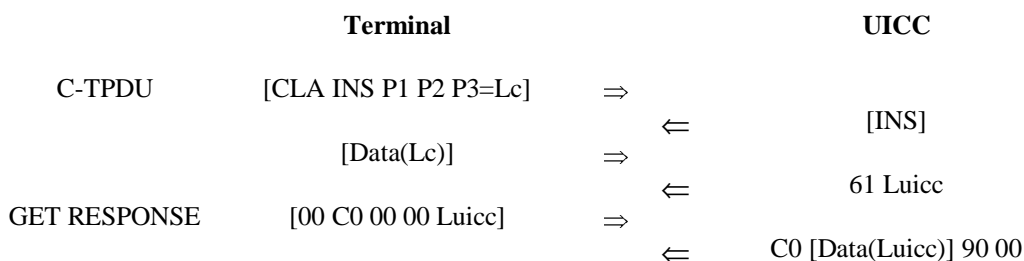 Terminal UICC
C-TPDU [CLA INS P1 P2 P3=Lc] ⇒
⇐ [INS]
[Data(Lc)] ⇒
⇐ 61 Luicc
GET RESPONSE [00 C0 00 00 Luicc] ⇒
⇐ C0 [Data(Luicc)] 90 00